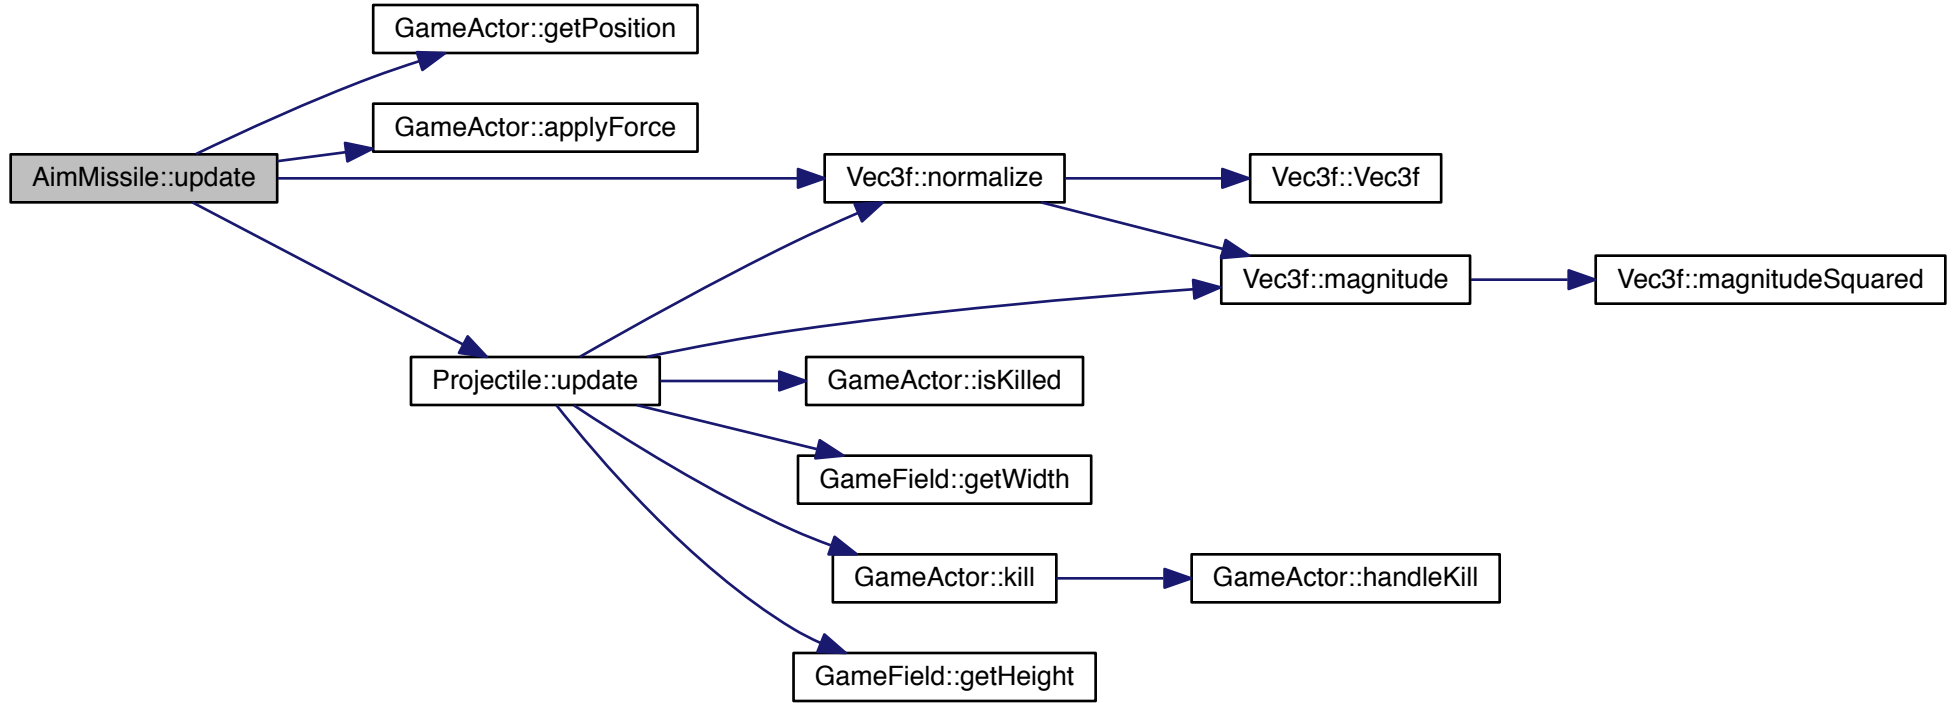 GameActor::getPosition
GameActor::applyForce
AimMissile::update
Vec3f::normalize
Vec3f::Vec3f
Vec3f::magnitude
Vec3f::magnitudeSquared
Projectile::update
GameActor::isKilled
GameField::getWidth
GameActor::kill
GameActor::handleKill
GameField::getHeight